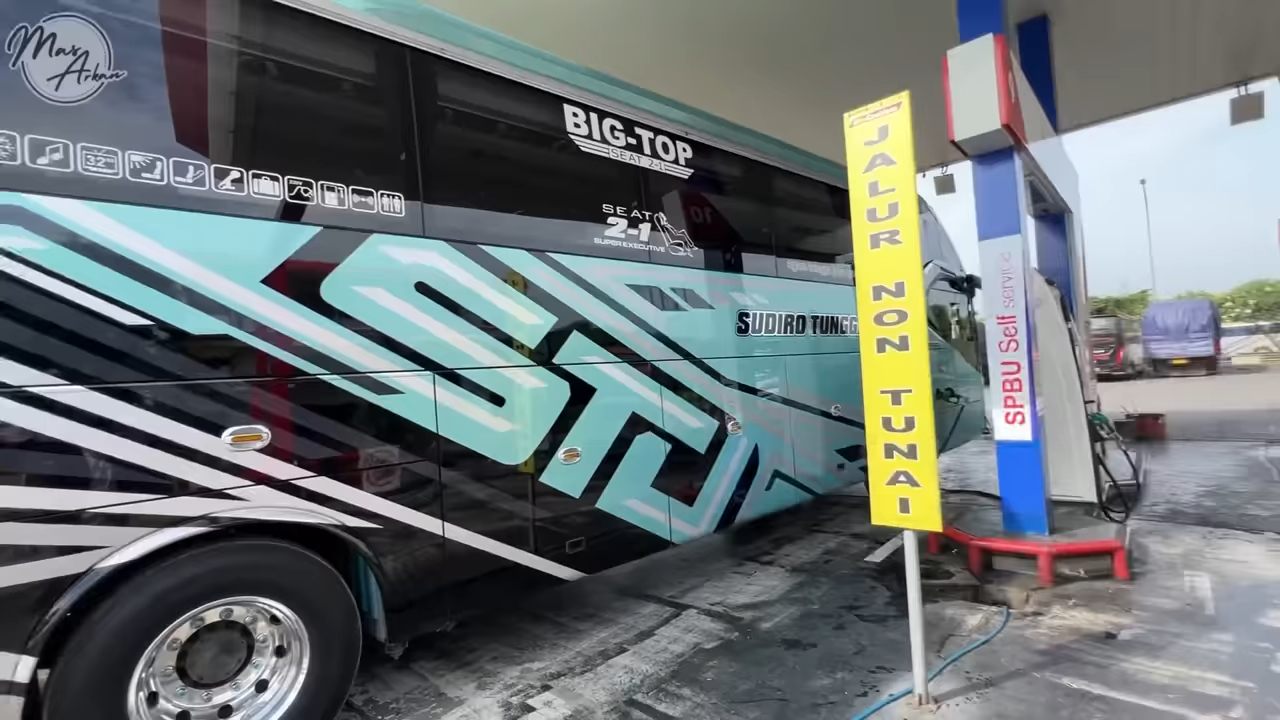 Mas
Arkan
32"
BIG-TOP
SEAT 2-1
SEAT
2-1
SUPER EXECUTIVE
STJ
SUDIRO TUNGG
JALUR NON TUNAI
SPBU Self service